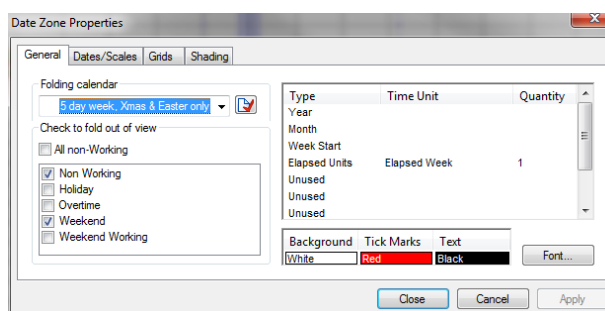 Date Zone Properties
General Dates/Scales Grids Shading
Folding calendar
5 day week, Xmas & Easter only
Check to fold out of view
All non-Working
Non Working
Holiday
Overtime
Weekend
Weekend Working
Type Time Unit Quantity
Year
Month
Week Start
Elapsed Units Elapsed Week 1
Unused
Unused
Unused
Background Tick Marks Text
White Red Black
Font...
Close Cancel Apply